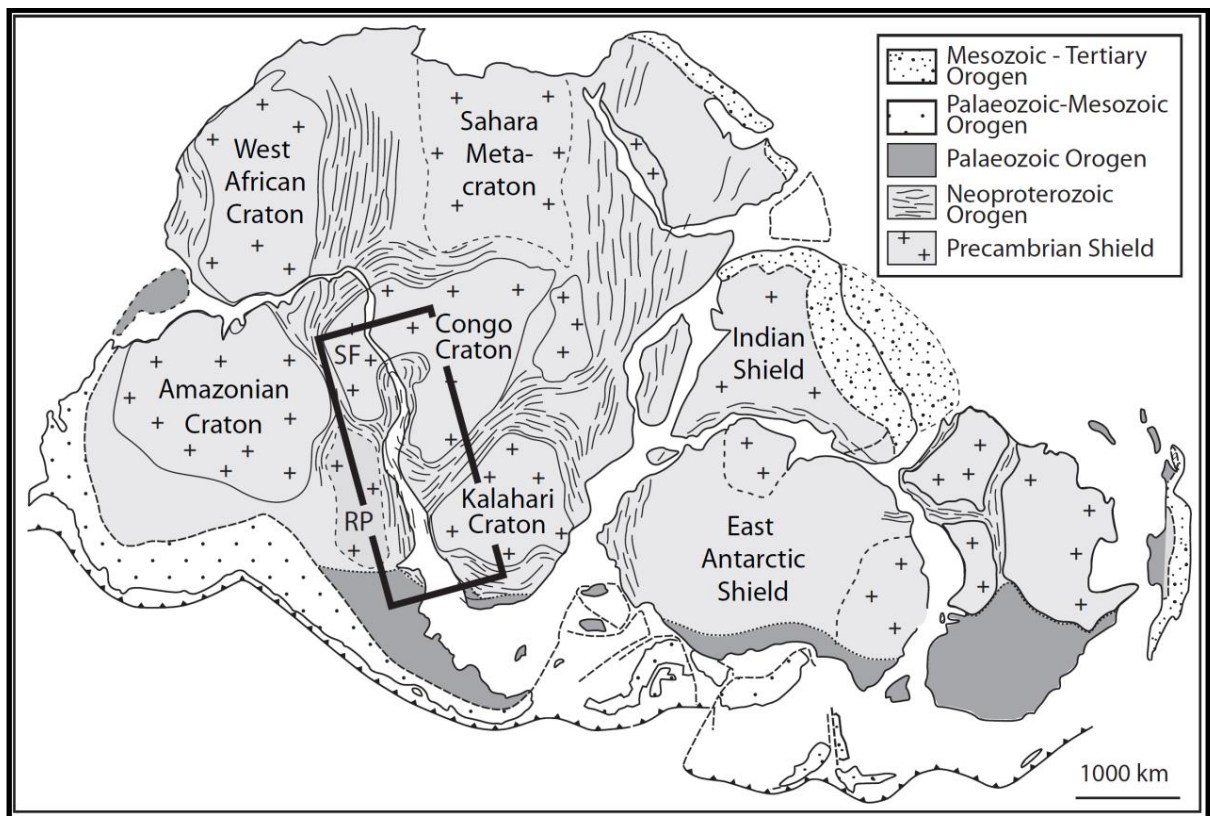 West
African
Craton
Sahara
Meta-
craton
Mesozoic - Tertiary
Orogen
Palaeozoic-Mesozoic
Orogen
Palaeozoic Orogen
Neoproterozoic
Orogen
Precambrian Shield
Amazonian
Craton
SF
Congo
Craton
Indian
Shield
RP
Kalahari
Craton
East
Antarctic
Shield
1000 km